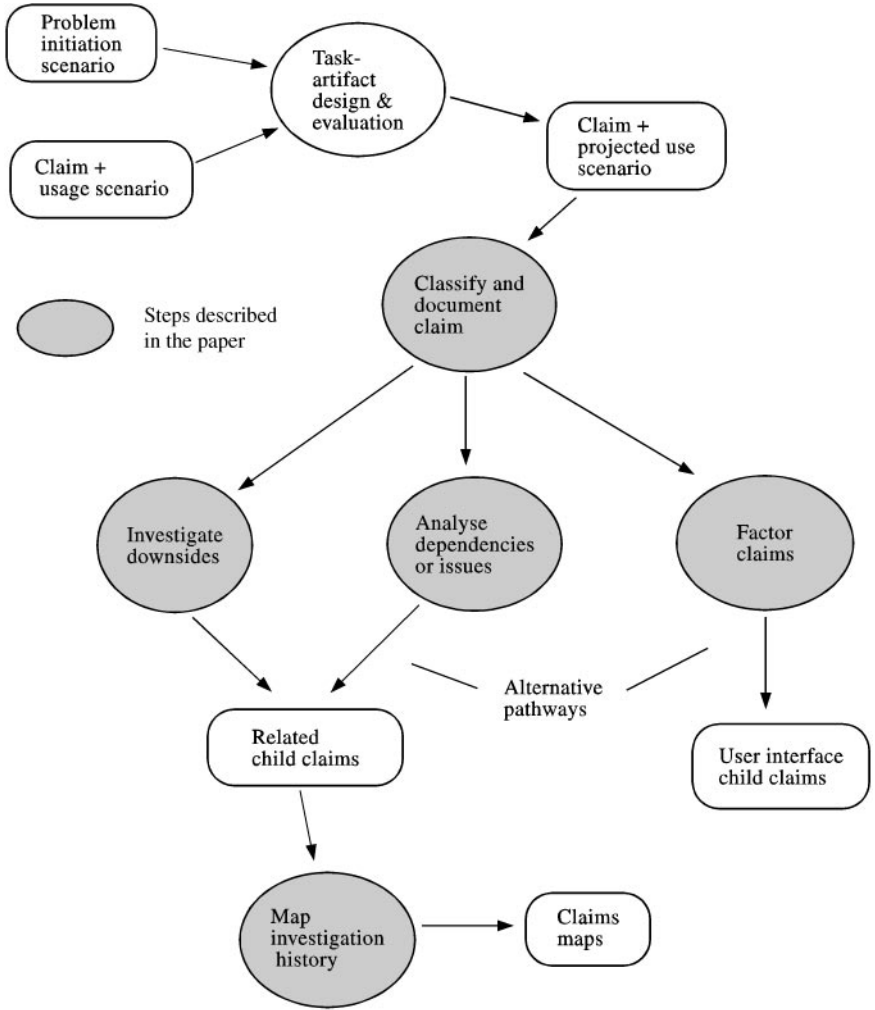 Problem
initiation
scenario
Task-
artifact
design &
evaluation
Claim +
projected use
scenario
Claim +
usage scenario
Classify and
document
claim
Steps described
in the paper
Investigate
downsides
Analyse
dependencies
or issues
Factor
claims
Alternative
pathways
Related
child claims
User interface
child claims
Map
investigation
history
Claims
maps